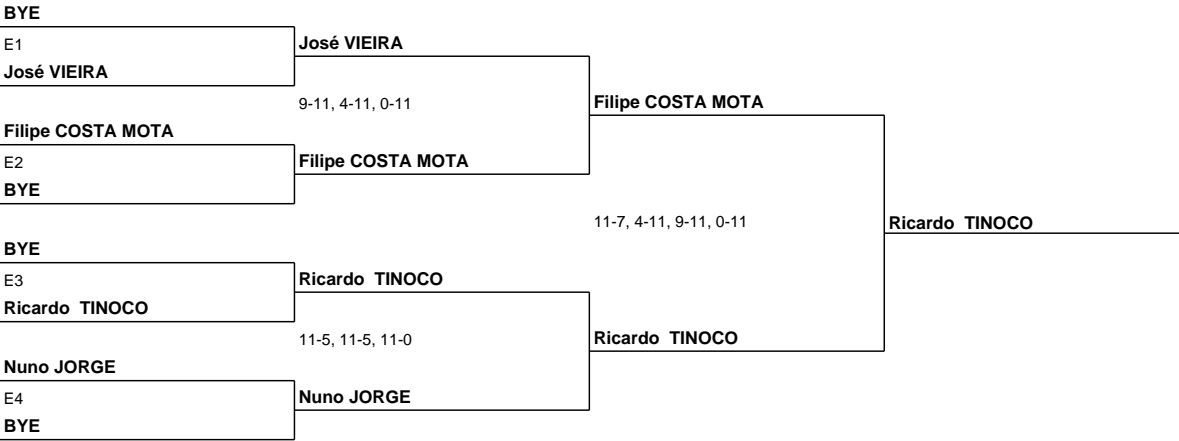 BYE
E1
José VIEIRA
José VIEIRA
9-11, 4-11, 0-11
Filipe COSTA MOTA
Filipe COSTA MOTA
E2
Filipe COSTA MOTA
BYE
11-7, 4-11, 9-11, 0-11
Ricardo TINOCO
BYE
E3
Ricardo TINOCO
Ricardo TINOCO
11-5, 11-5, 11-0
Ricardo TINOCO
Nuno JORGE
E4
Nuno JORGE
BYE